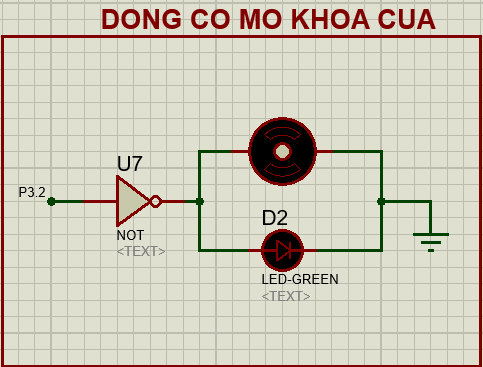 DONG CO MO KHOA CUA
U7
P3.2
NOT
<TEXT>
D2
LED-GREEN
<TEXT>